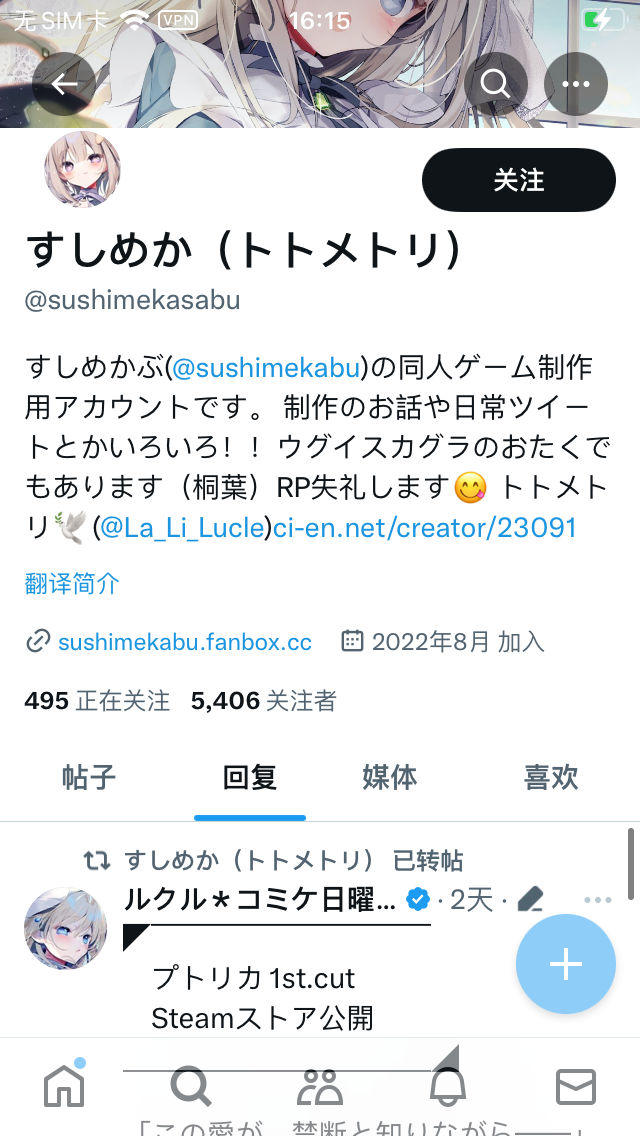 无SIM卡 VPN 16:15
关注
すしめか（トトメトリ）
@sushimekasabu
すしめかぶ(@sushimekabu)の同人ゲーム制作
用アカウントです。 制作のお話や日常ツイー
トとかいろいろ！！ウグイスカグラのおたくで
もあります（桐葉）RP失礼します😋 トトメト
リ🕊(@La_Li_Lucle)ci-en.net/creator/23091
翻译简介
sushimekabu.fanbox.cc 2022年8月 加入
495 正在关注 5,406 关注者
帖子 回复 媒体 喜欢
すしめか（トトメトリ） 已转帖
ルクル＊コミケ日曜... · 2天 ·
プトリカ 1st.cut
Steamストア公開
「この愛が、禁断と知りながら――」